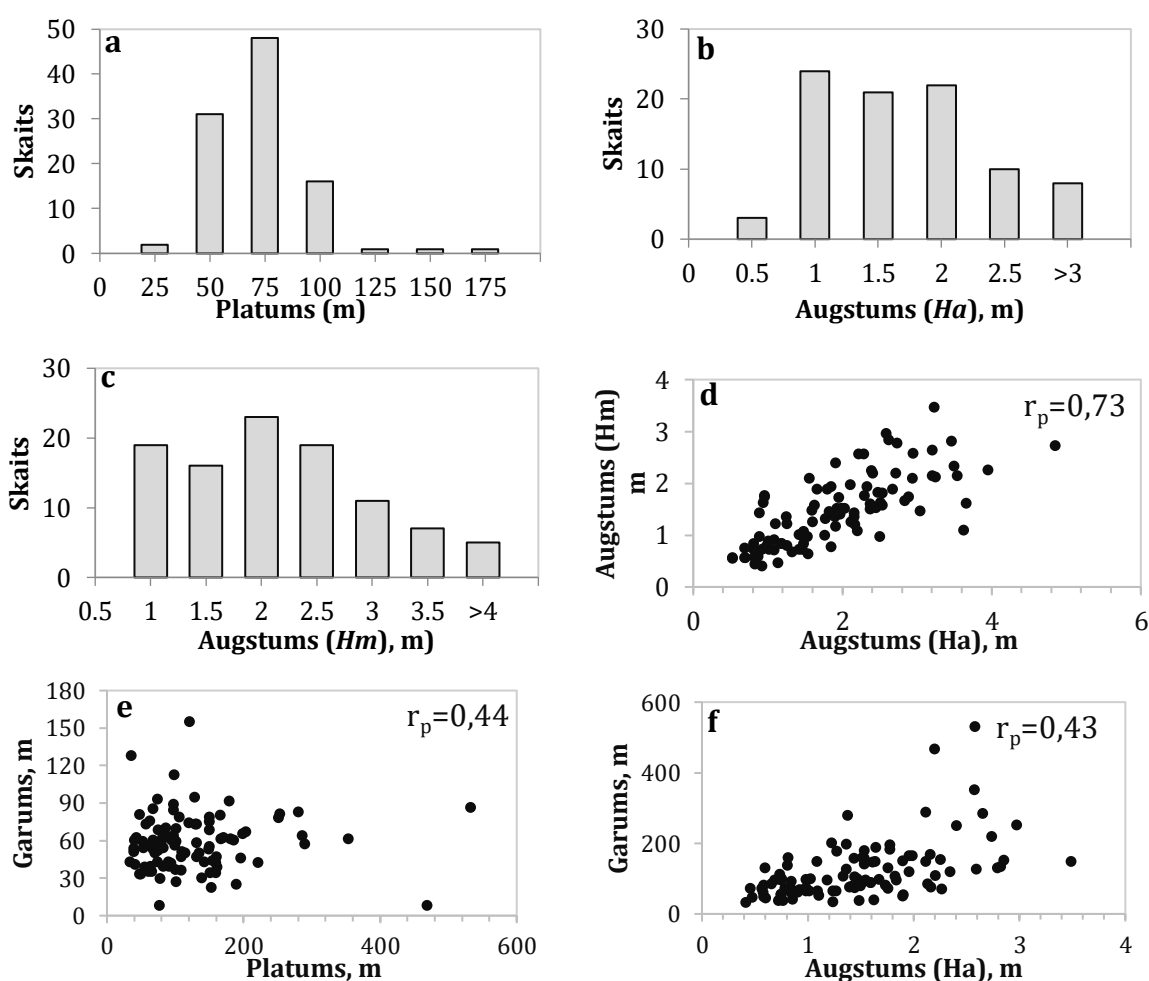 a
50
40
30
20
10
0
Skaits
0 25 50 75 100 125 150 175
Platums (m)
b
30
20
10
0
Skaits
0 0.5 1 1.5 2 2.5 >3
Augstums (Ha), m)
c
30
20
10
0
Skaits
0.5 1 1.5 2 2.5 3 3.5 >4
Augstums (Hm), m
d
rp=0,73
4
3
2
1
0
Augstums (Hm)
m
0 2 4 6
Augstums (Ha), m
e
rp=0,44
180
150
120
90
60
30
0
Garums, m
0 200 400 600
Platums, m
f
rp=0,43
600
400
200
0
Garums, m
0 1 2 3 4
Augstums (Ha), m